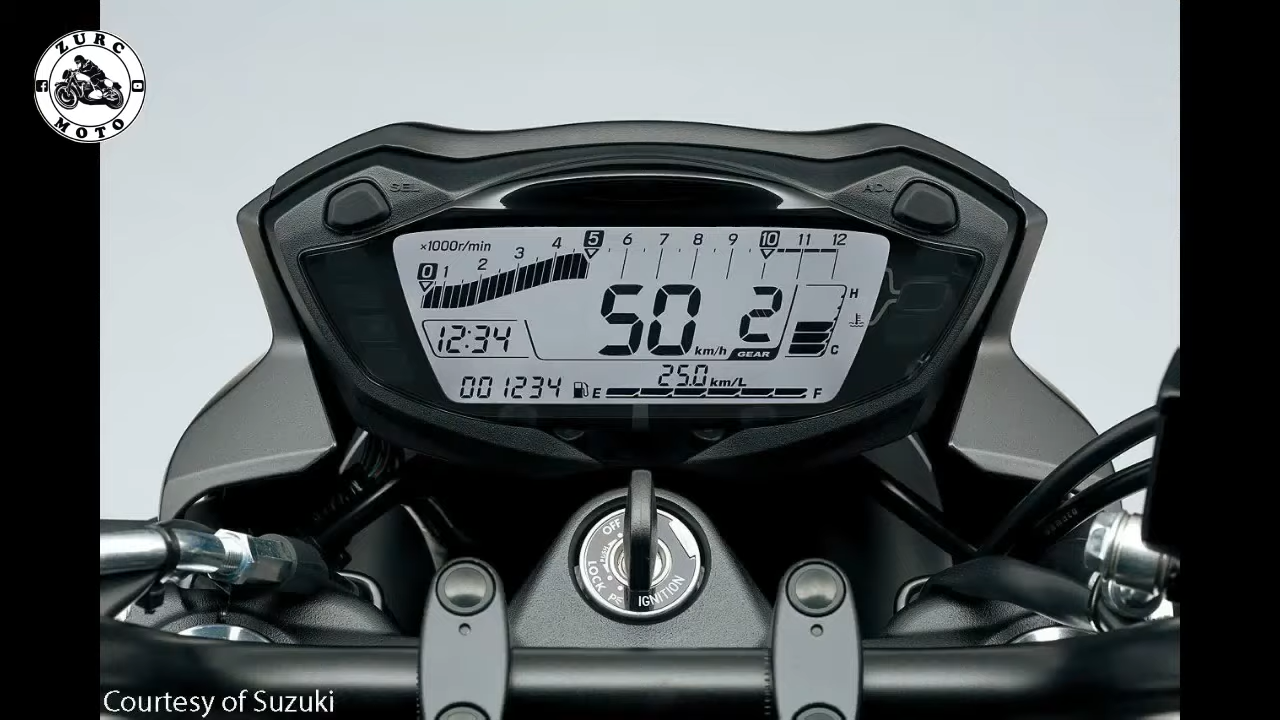 ZURC
MOTO
SEL
ADJ
×1000r/min
0 1 2 3 4 5 6 7 8 9 10 11 12
12:34
50 km/h
2
GEAR
H
C
001234
E
25.0 km/L
F
OFF
LOCK
IGNITION
Courtesy of Suzuki